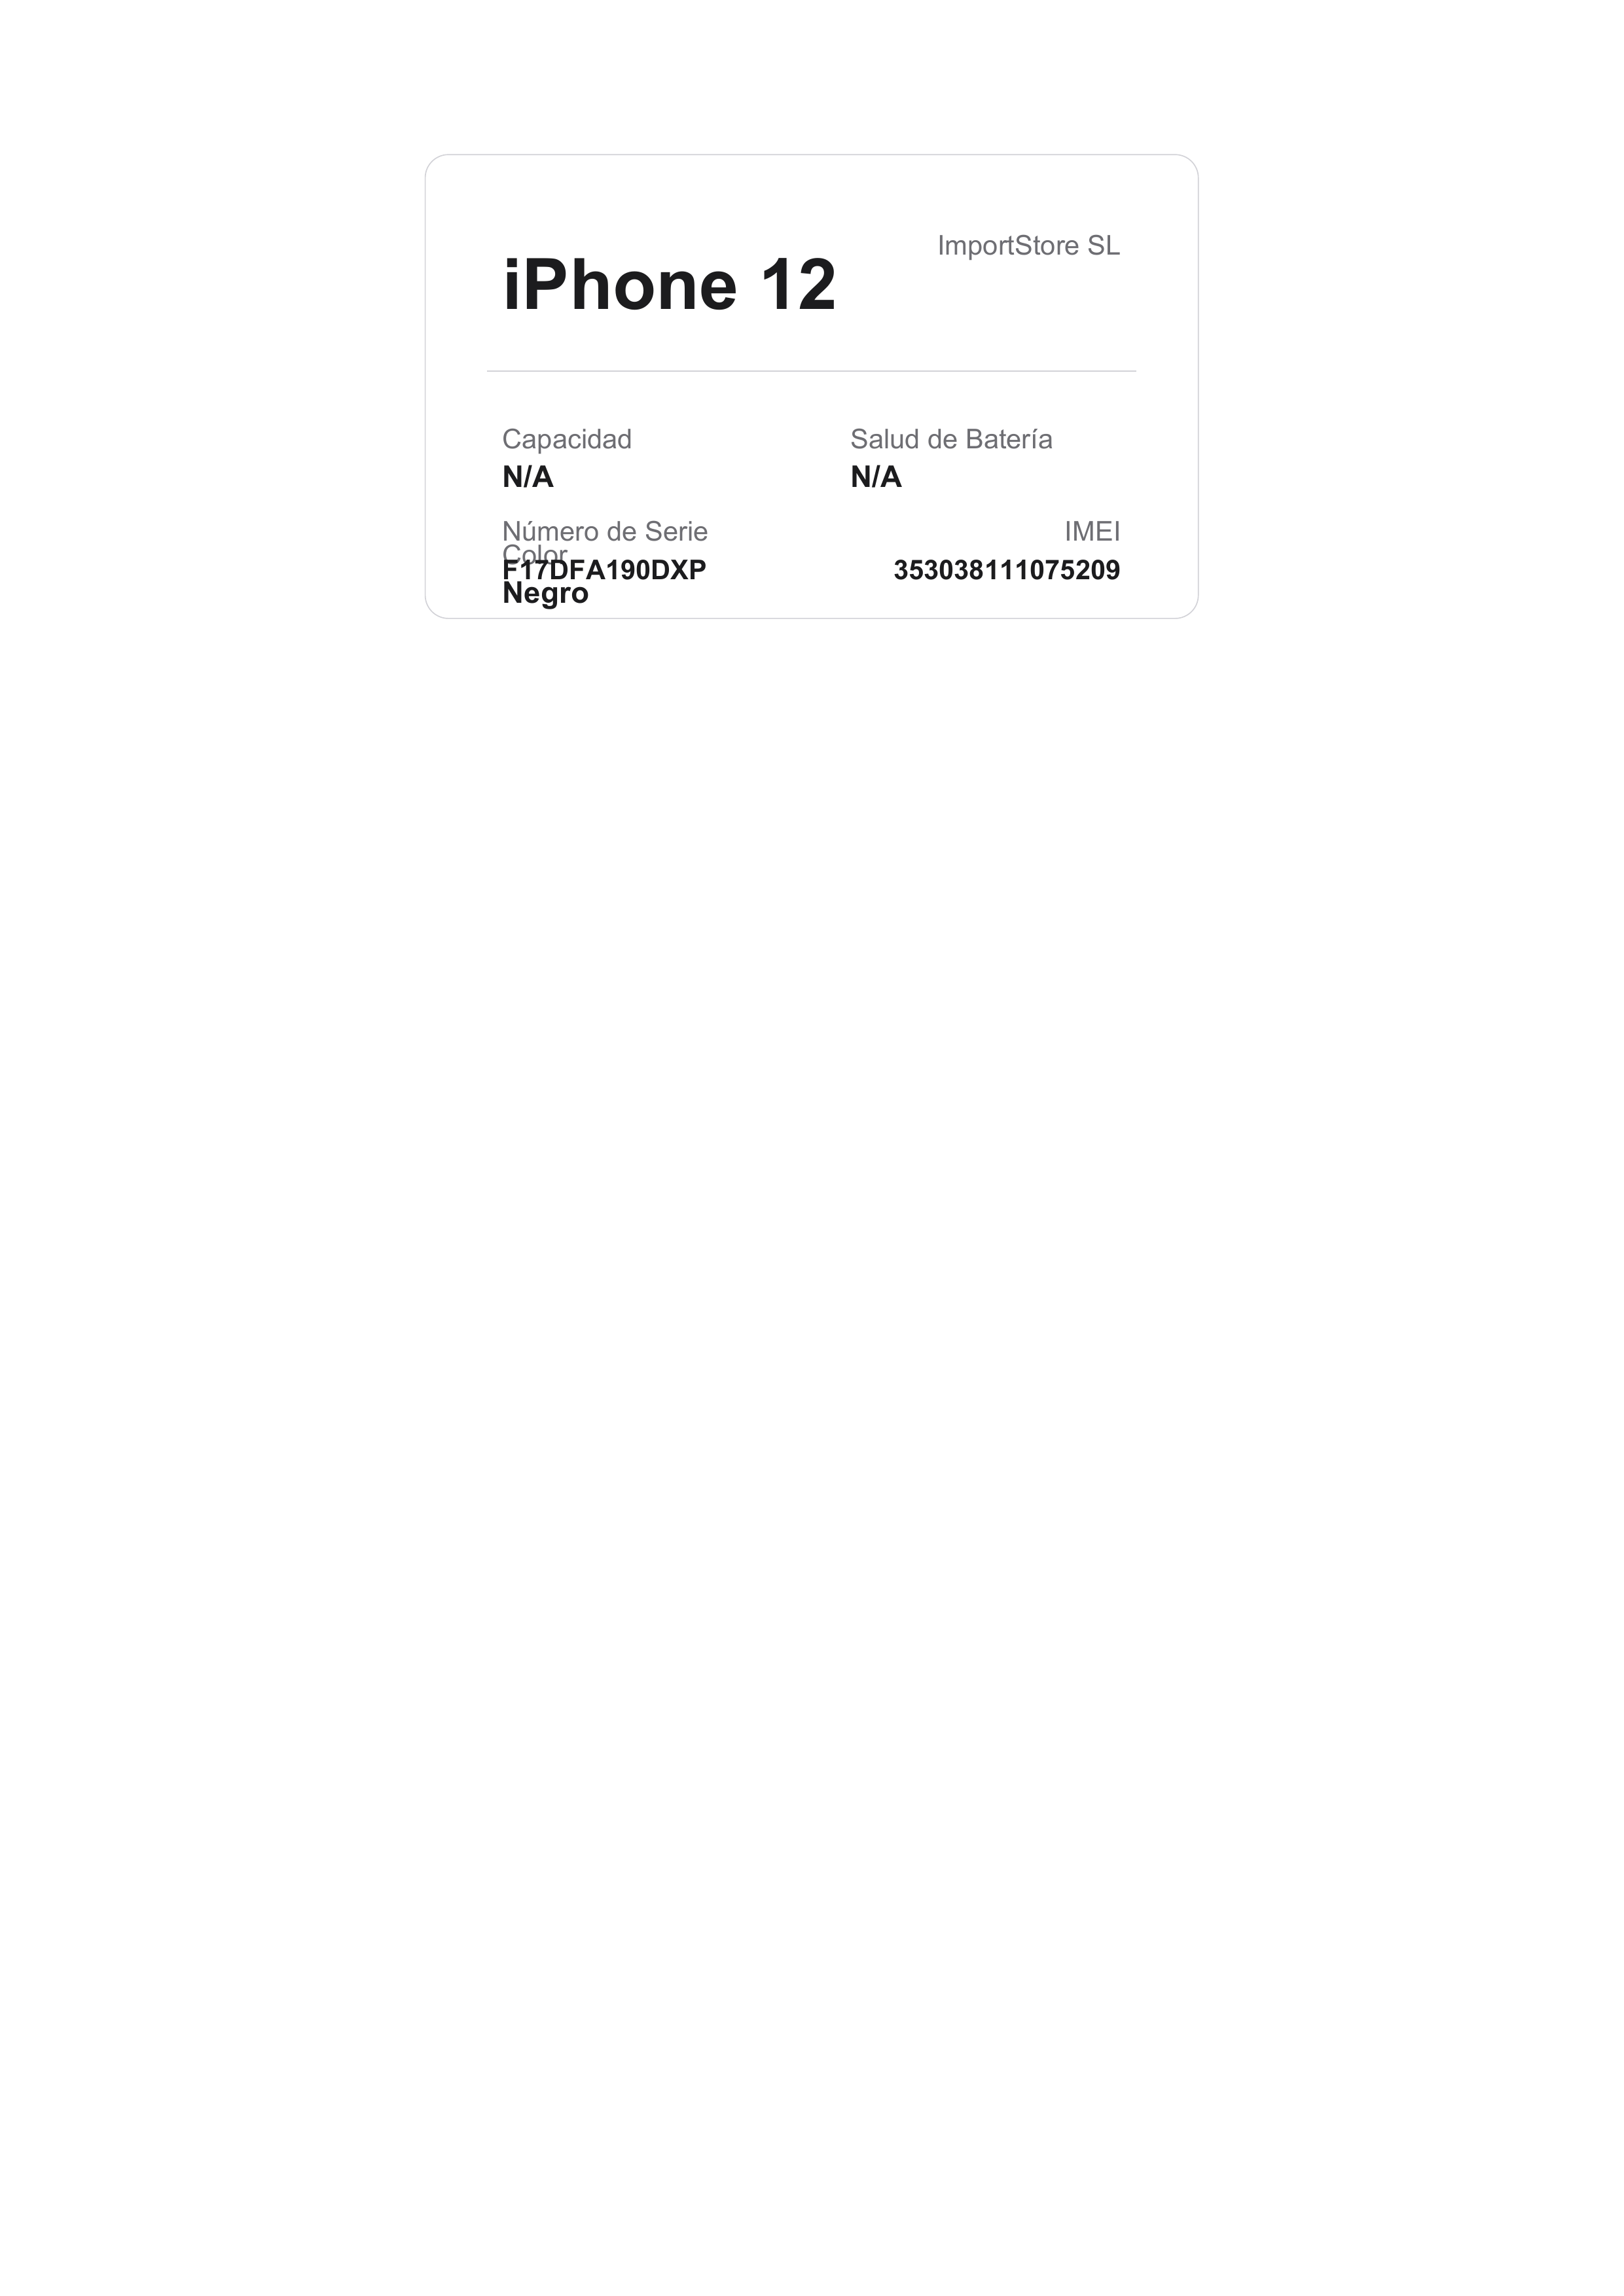 ImportStore SL
iPhone 12
Capacidad
Salud de Batería
N/A
N/A
Número de Serie
IMEI
Color
F17DFA190DXP
353038111075209
Negro